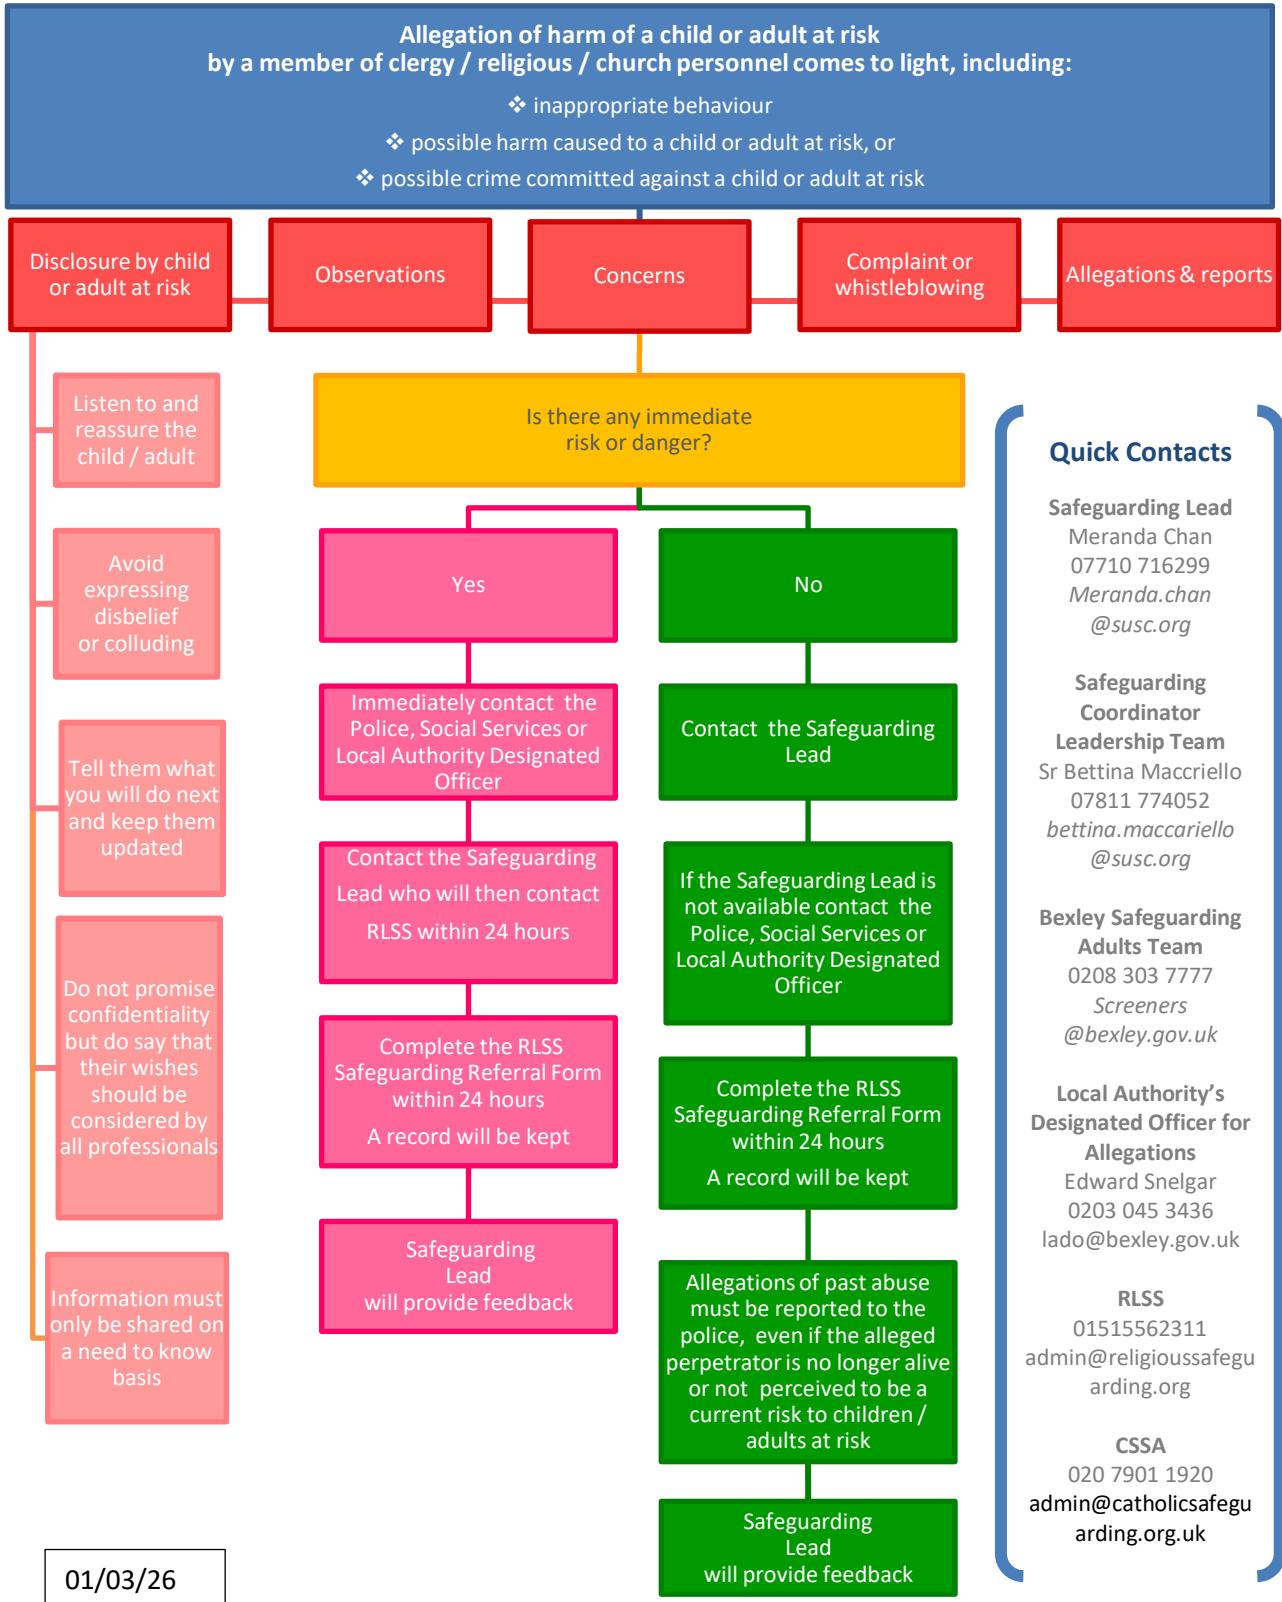 Allegation of harm of a child or adult at risk
by a member of clergy / religious / church personnel comes to light, including:
❖ inappropriate behaviour
❖ possible harm caused to a child or adult at risk, or
❖ possible crime committed against a child or adult at risk
Disclosure by child
or adult at risk
Observations
Concerns
Complaint or
whistleblowing
Allegations & reports
Listen to and
reassure the
child / adult
Avoid
expressing
disbelief
or colluding
Tell them what
you will do next
and keep them
updated
Do not promise
confidentiality
but do say that
their wishes
should be
considered by
all professionals
Information must
only be shared on
a need to know
basis
Is there any immediate
risk or danger?
Yes
Immediately contact the
Police, Social Services or
Local Authority Designated
Officer
Contact the Safeguarding
Lead who will then contact
RLSS within 24 hours
Complete the RLSS
Safeguarding Referral Form
within 24 hours
A record will be kept
Safeguarding
Lead
will provide feedback
No
Contact the Safeguarding
Lead
If the Safeguarding Lead is
not available contact the
Police, Social Services or
Local Authority Designated
Officer
Complete the RLSS
Safeguarding Referral Form
within 24 hours
A record will be kept
Allegations of past abuse
must be reported to the
police, even if the alleged
perpetrator is no longer alive
or not perceived to be a
current risk to children /
adults at risk
Safeguarding
Lead
will provide feedback
Quick Contacts
Safeguarding Lead
Meranda Chan
07710 716299
Meranda.chan
@susc.org
Safeguarding
Coordinator
Leadership Team
Sr Bettina Maccriello
07811 774052
bettina.maccariello
@susc.org
Bexley Safeguarding
Adults Team
0208 303 7777
Screeners
@bexley.gov.uk
Local Authority's
Designated Officer for
Allegations
Edward Snelgar
0203 045 3436
lado@bexley.gov.uk
RLSS
01515562311
admin@religioussafegu
arding.org
CSSA
020 7901 1920
admin@catholicsafegu
arding.org.uk
01/03/26